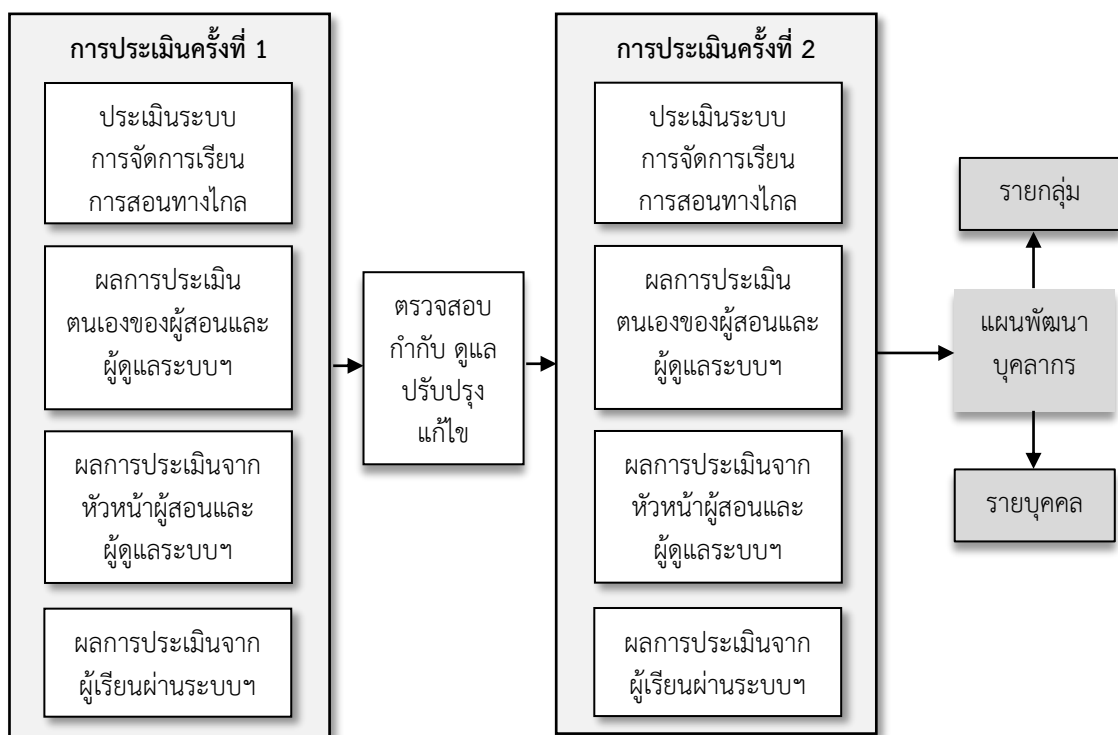 การประเมินครั้งที่ 1
ประเมินระบบ
การจัดการเรียน
การสอนทางไกล
ผลการประเมิน
ตนเองของผู้สอนและ
ผู้ดูแลระบบฯ
ผลการประเมินจาก
หัวหน้าผู้สอนและ
ผู้ดูแลระบบฯ
ผลการประเมินจาก
ผู้เรียนผ่านระบบฯ
ตรวจสอบ
กำกับ ดูแล
ปรับปรุง
แก้ไข
การประเมินครั้งที่ 2
ประเมินระบบ
การจัดการเรียน
การสอนทางไกล
ผลการประเมิน
ตนเองของผู้สอนและ
ผู้ดูแลระบบฯ
ผลการประเมินจาก
หัวหน้าผู้สอนและ
ผู้ดูแลระบบฯ
ผลการประเมินจาก
ผู้เรียนผ่านระบบฯ
รายกลุ่ม
แผนพัฒนา
บุคลากร
รายบุคคล